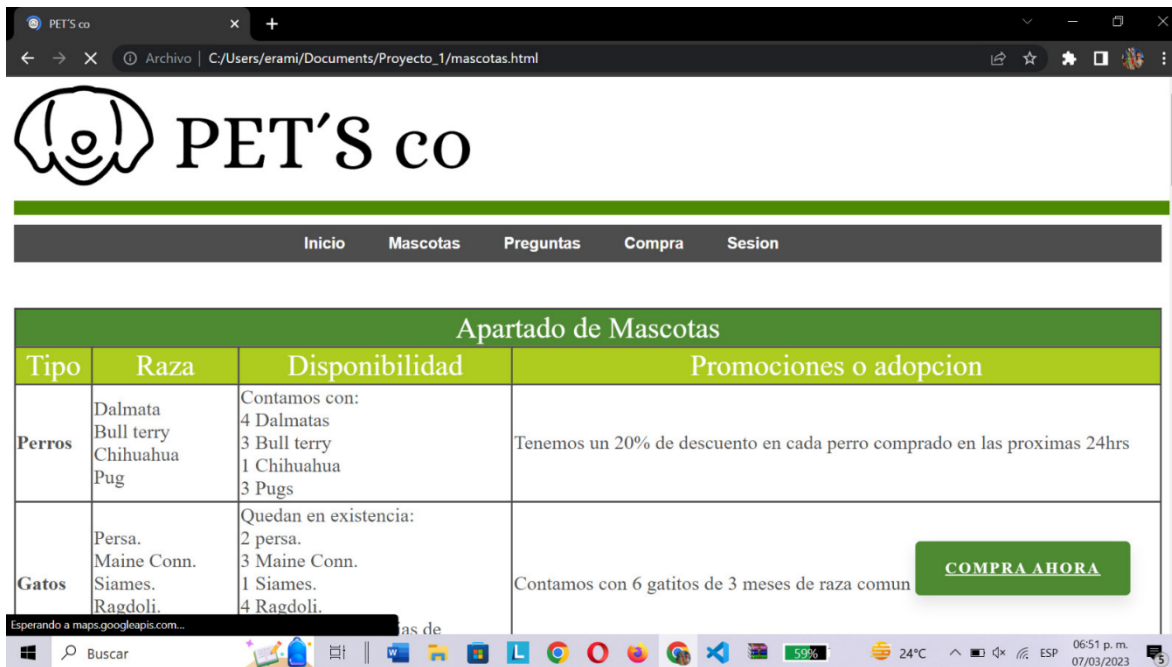 PET'S co
Archivo | C:/Users/erami/Documents/Proyecto_1/mascotas.html
PET´S co
Inicio Mascotas Preguntas Compra Sesion
Apartado de Mascotas
Tipo Raza Disponibilidad Promociones o adopcion
Perros
Dalmata
Bull terry
Chihuahua
Pug
Contamos con:
4 Dalmatas
3 Bull terry
1 Chihuahua
3 Pugs
Tenemos un 20% de descuento en cada perro comprado en las proximas 24hrs
Gatos
Persa.
Maine Conn.
Siames.
Ragdoli.
Quedan en existencia:
2 persa.
3 Maine Conn.
1 Siames.
4 Ragdoli.
ias de
Contamos con 6 gatitos de 3 meses de raza comun
COMPRA AHORA
Esperando a maps.googleapis.com...
Buscar
59%
24°C
ESP
06:51 p. m.
07/03/2023